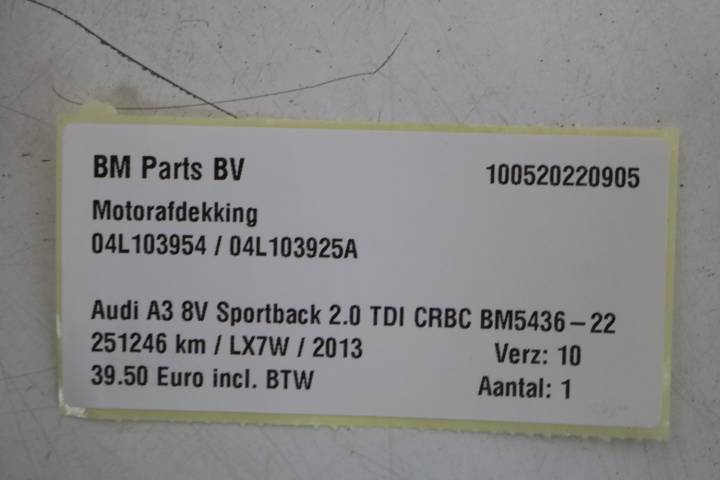 BM Parts BV 100520220905
Motorafdekking
04L103954 / 04L103925A
Audi A3 8V Sportback 2.0 TDI CRBC BM5436-22
251246 km / LX7W / 2013 Verz: 10
39.50 Euro incl. BTW Aantal: 1